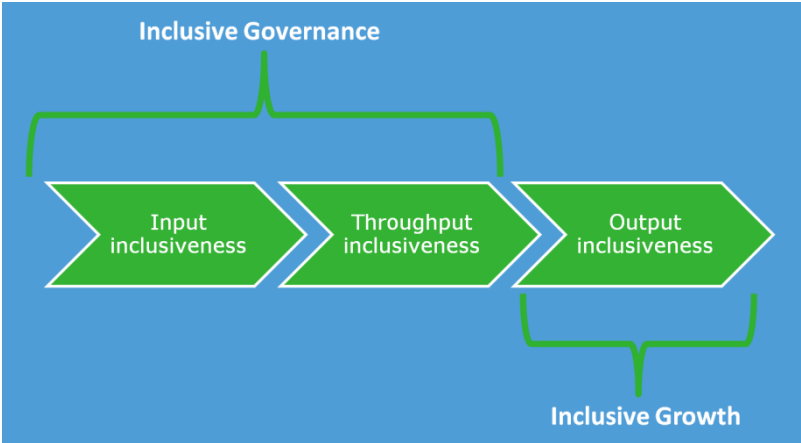 Inclusive Governance
Input
inclusiveness
Throughput
inclusiveness
Output
inclusiveness
Inclusive Growth